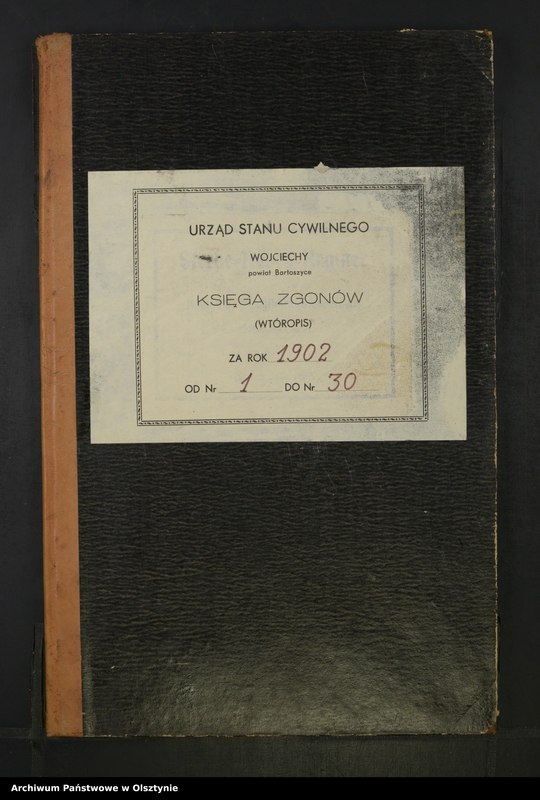 URZĄD STANU CYWILNEGO
WOJCIECHY
powiat Bartoszyce
KSIĘGA ZGONÓW
(WTÓROPIS)
ZA ROK 1902
OD Nr 1 DO Nr 30
Archiwum Państwowe w Olsztynie